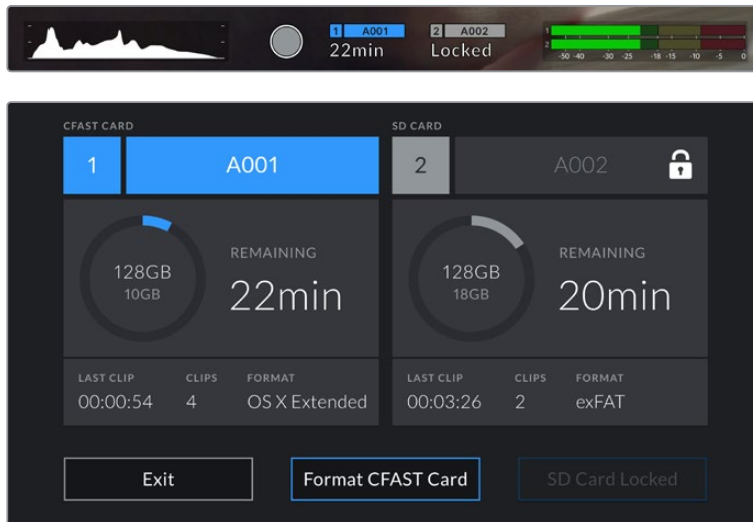 1 A001 2 A002
22min Locked
1
2
-50 -40 -30 -25 -18 -15 -10 -5 0
CFAST CARD SD CARD
1 A001 2 A002
128GB
10GB
REMAINING
22min
128GB
18GB
REMAINING
20min
LAST CLIP CLIPS FORMAT
00:00:54 4 OS X Extended
LAST CLIP CLIPS FORMAT
00:03:26 2 exFAT
Exit Format CFAST Card SD Card Locked